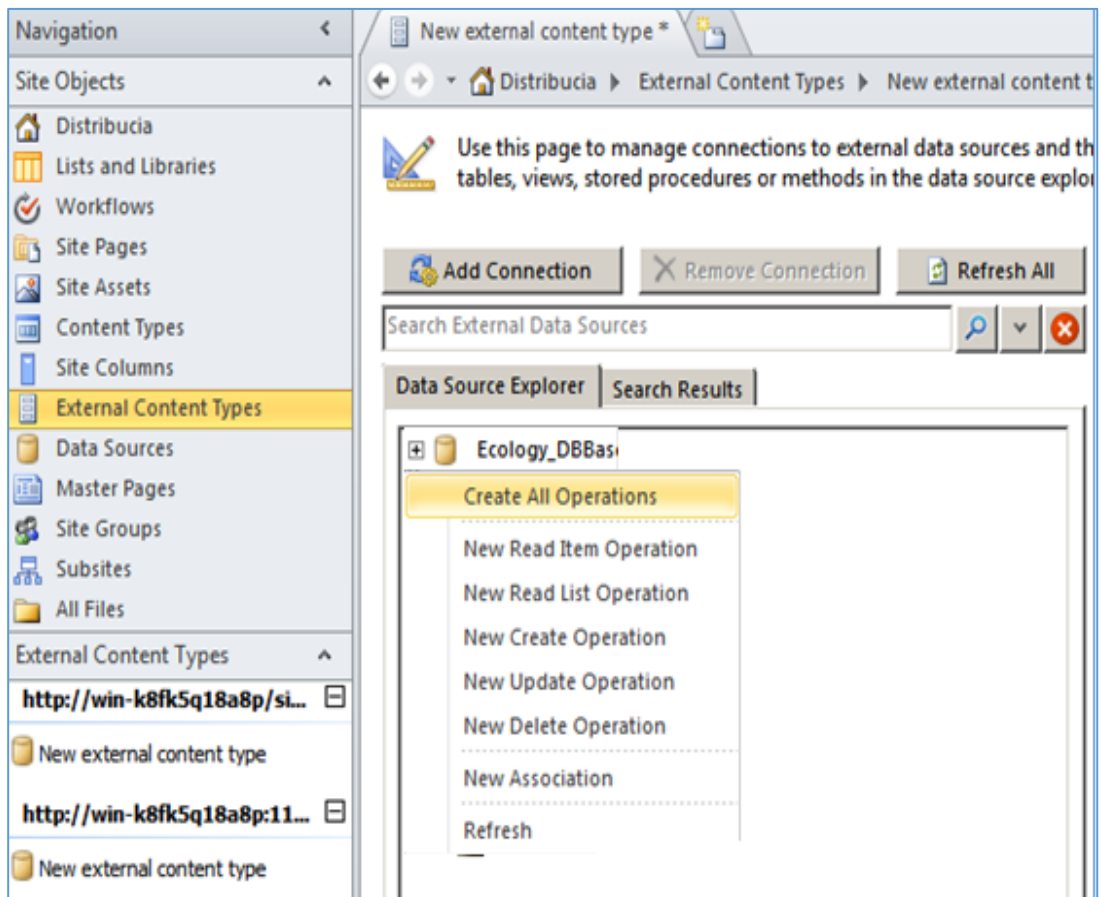 Navigation
Site Objects
Distribucia
Lists and Libraries
Workflows
Site Pages
Site Assets
Content Types
Site Columns
External Content Types
Data Sources
Master Pages
Site Groups
Subsites
All Files
External Content Types
http://win-k8fk5q18a8p/si...
New external content type
http://win-k8fk5q18a8p:11...
New external content type
New external content type *
Distribucia External Content Types New external content t
Use this page to manage connections to external data sources and th
tables, views, stored procedures or methods in the data source explo
Add Connection Remove Connection Refresh All
Search External Data Sources
Data Source Explorer Search Results
Ecology_DBBas
Create All Operations
New Read Item Operation
New Read List Operation
New Create Operation
New Update Operation
New Delete Operation
New Association
Refresh